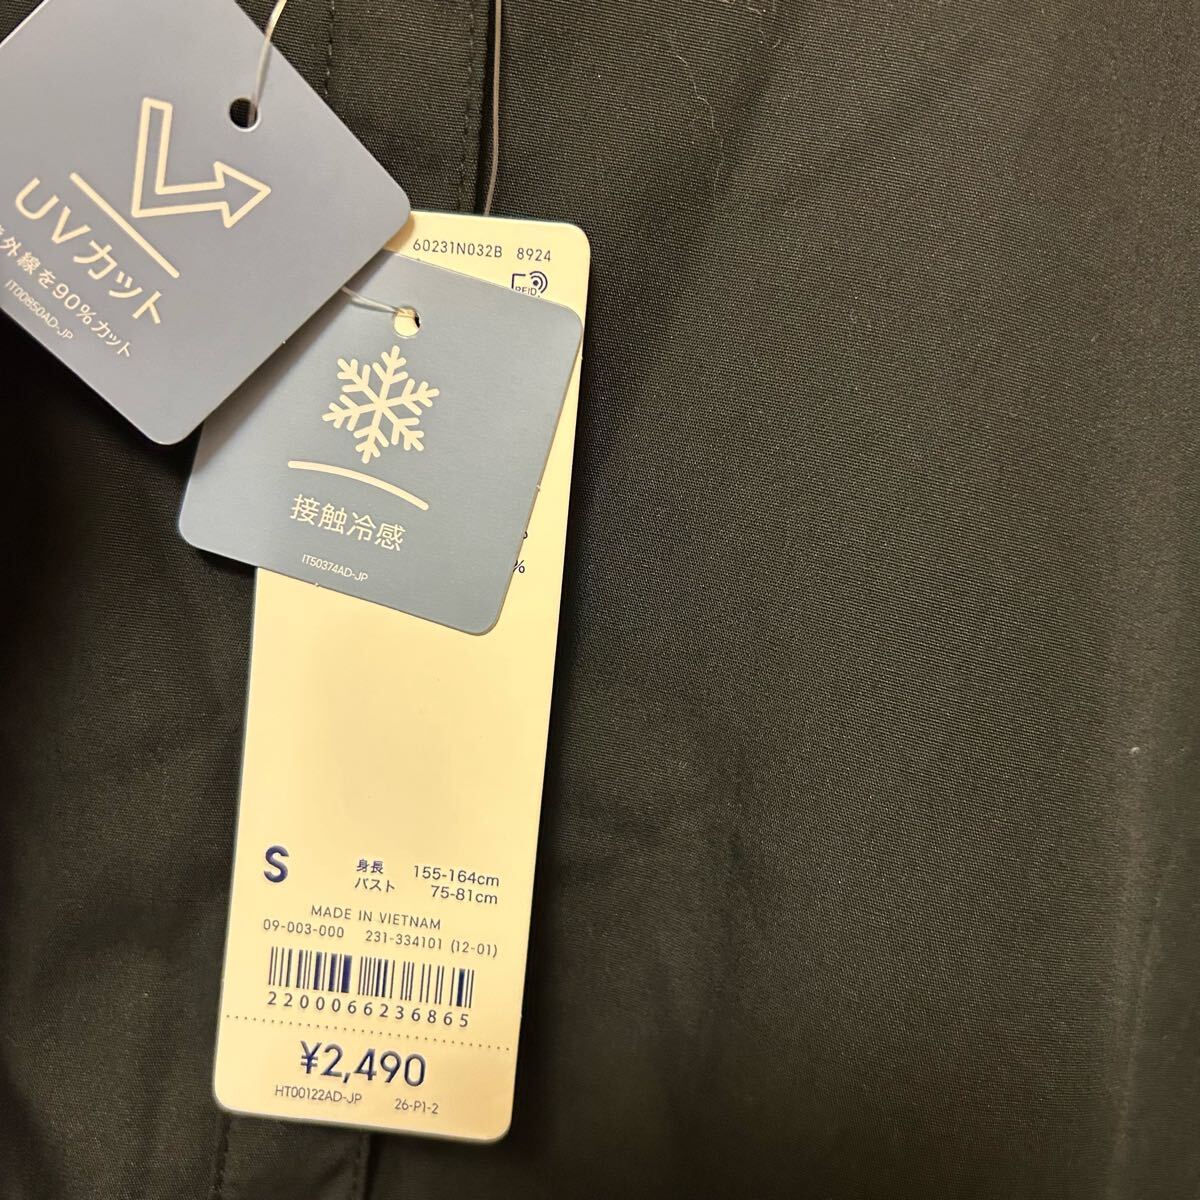 UVカット
外線を90%カット
IT00850AD-JP
60231N032B 8924
RFID
接触冷感
IT50374AD-JP
%
S
身長 155-164cm
バスト 75-81cm
MADE IN VIETNAM
09-003-000 231-334101 (12-01)
2200066236865
¥2,490
HT00122AD-JP 26-P1-2